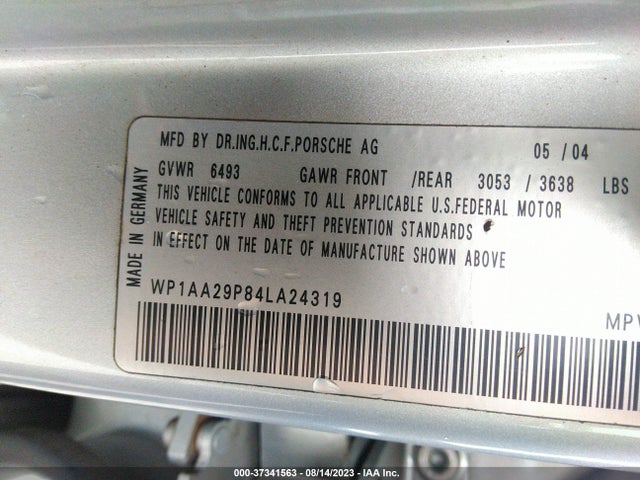 MFD BY DR.ING.H.C.F.PORSCHE AG 05 / 04
GVWR 6493 GAWR FRONT /REAR 3053 / 3638 LBS
THIS VEHICLE CONFORMS TO ALL APPLICABLE U.S.FEDERAL MOTOR
VEHICLE SAFETY AND THEFT PREVENTION STANDARDS
IN EFFECT ON THE DATE OF MANUFACTURE SHOWN ABOVE
MADE IN GERMANY
WP1AA29P84LA24319
MPV
000-37341563 - 08/14/2023 - IAA Inc.